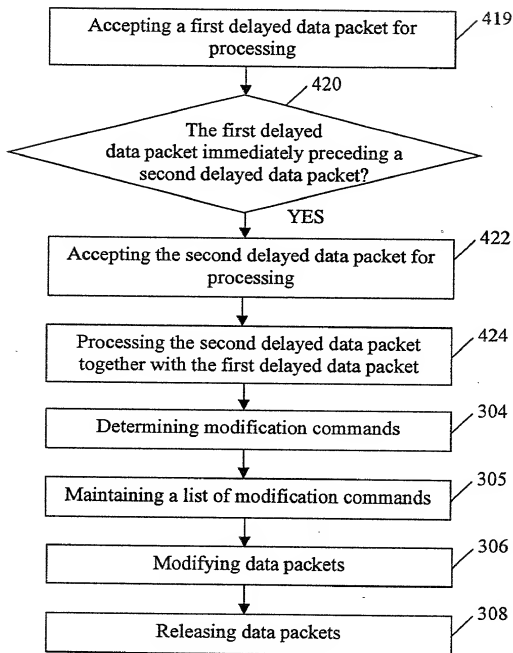 Accepting a first delayed data packet for
processing
419
420
The first delayed
data packet immediately preceding a
second delayed data packet?
YES
Accepting the second delayed data packet for
processing
422
Processing the second delayed data packet
together with the first delayed data packet
424
Determining modification commands
304
Maintaining a list of modification commands
305
Modifying data packets
306
Releasing data packets
308